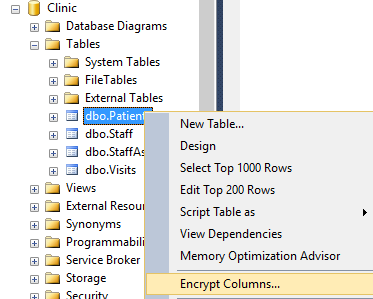 Clinic
Database Diagrams
Tables
System Tables
FileTables
External Tables
dbo.Patient
dbo.Staff
dbo.StaffAs
dbo.Visits
Views
External Resour
Synonyms
Programmabili
Service Broker
Storage
Security
New Table...
Design
Select Top 1000 Rows
Edit Top 200 Rows
Script Table as
View Dependencies
Memory Optimization Advisor
Encrypt Columns...